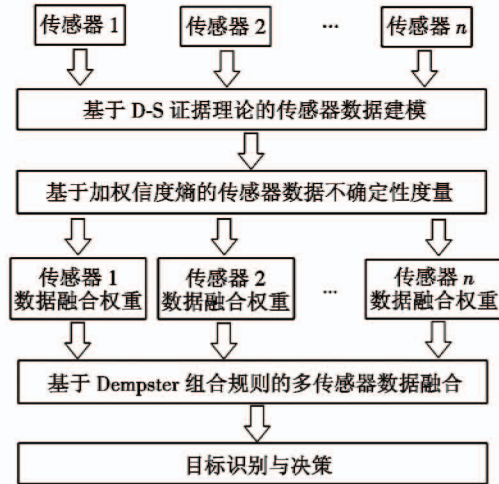 传感器 1 传感器 2 ... 传感器 n
基于 D-S 证据理论的传感器数据建模
基于加权信度熵的传感器数据不确定性度量
传感器 1 传感器 2 ... 传感器 n
数据融合权重 数据融合权重 数据融合权重
基于 Dempster 组合规则的多传感器数据融合
目标识别与决策